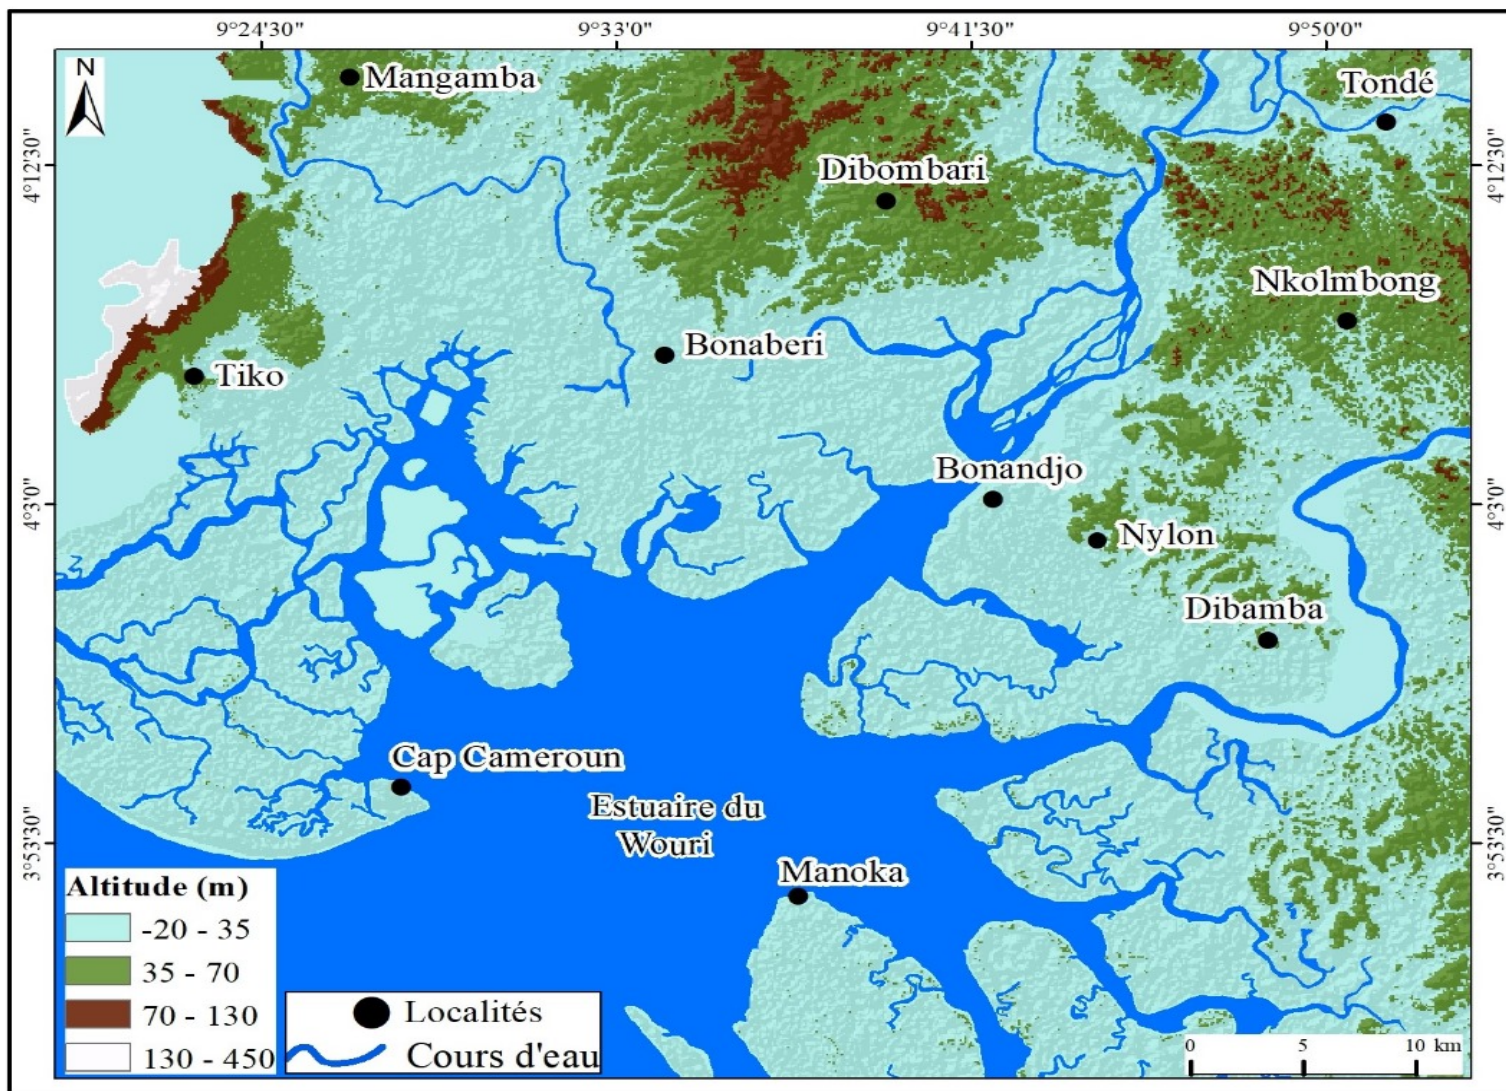 9°24'30"
9°33'0"
9°41'30"
9°50'0"
N
Mangamba
Tondé
4°12'30"
4°12'30"
Dibombari
Nkolmbong
Bonaberi
Tiko
Bonandjo
4°3'0"
4°3'0"
Nylon
Dibamba
Cap Cameroun
Estuaire du
Wouri
3°53'30"
3°53'30"
Manoka
Altitude (m)
-20 - 35
35 - 70
70 - 130
130 - 450
Localités
Cours d'eau
0 5 10 km